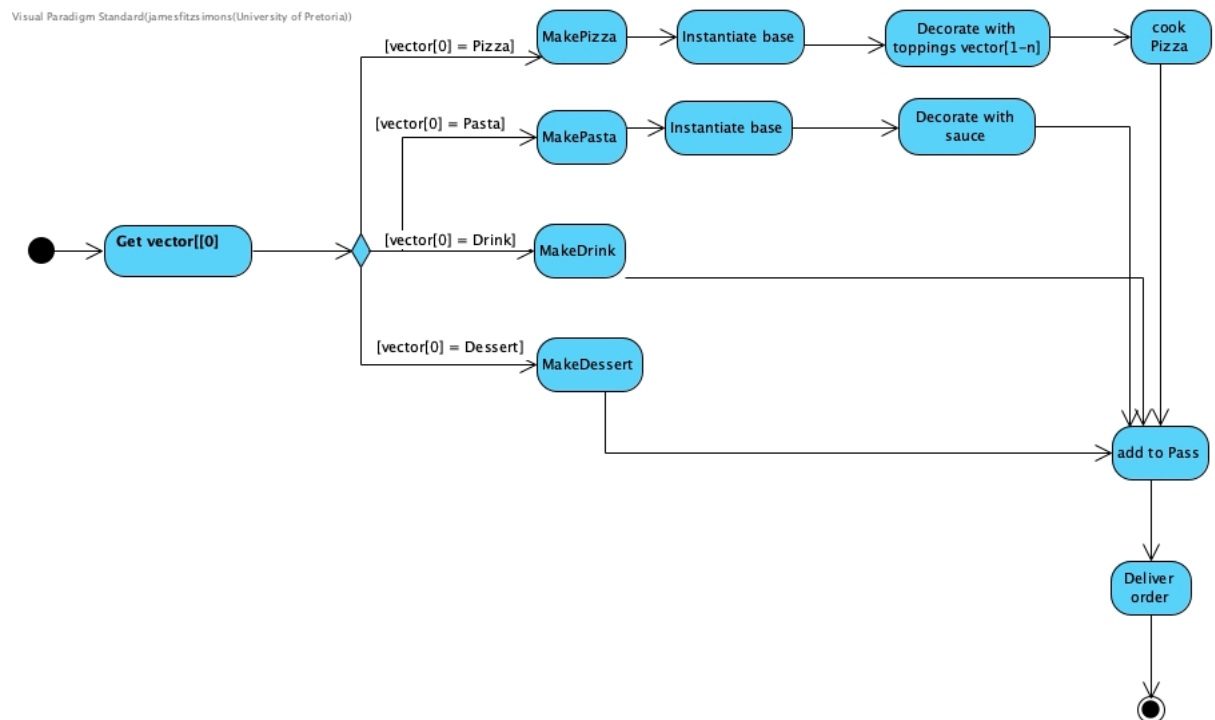 Visual Paradigm Standard(jamesfitzsimons(University of Pretoria))
[vector[0] = Pizza]
MakePizza
Instantiate base
Decorate with
toppings vector[1-n]
cook
Pizza
[vector[0] = Pasta]
MakePasta
Instantiate base
Decorate with
sauce
Get vector[[0]
[vector[0] = Drink]
MakeDrink
[vector[0] = Dessert]
MakeDessert
add to Pass
Deliver
order